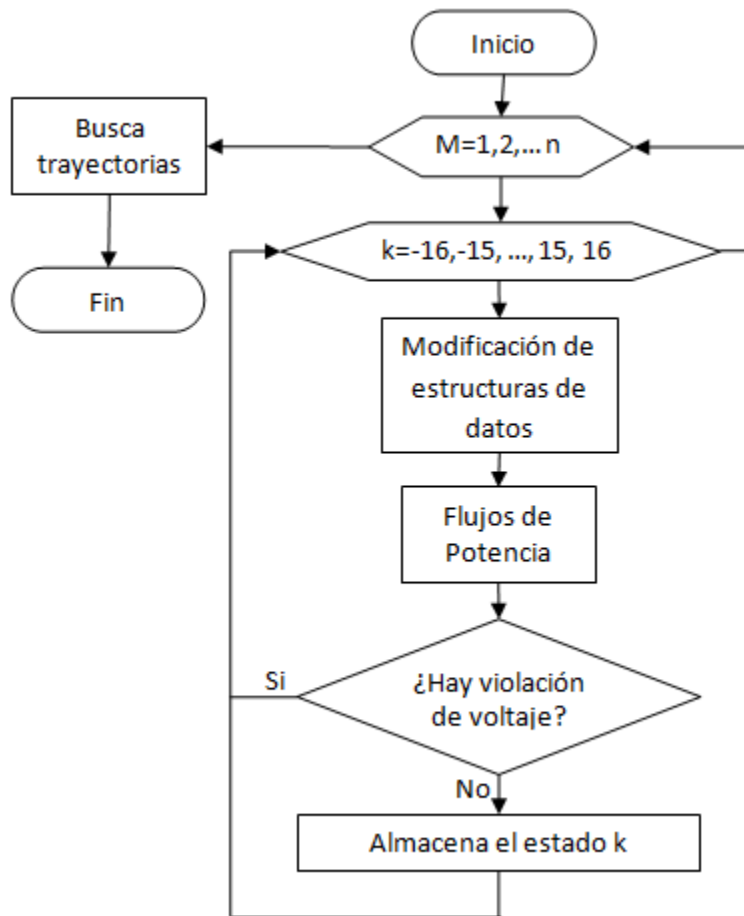 Inicio
Busca
trayectorias
M=1,2,... n
k=-16,-15, ..., 15, 16
Fin
Modificación de
estructuras de
datos
Flujos de
Potencia
Si
¿Hay violación
de voltaje?
No
Almacena el estado k